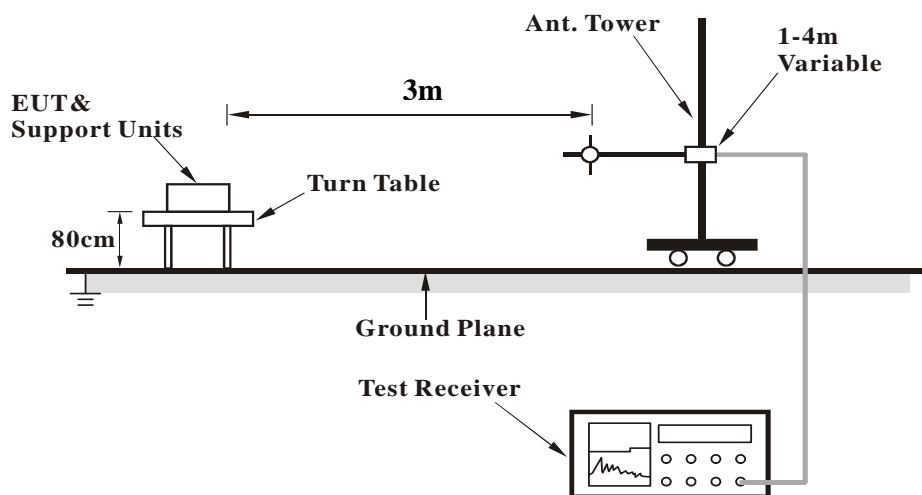 Ant. Tower
1-4m
Variable
3m
EUT&
Support Units
Turn Table
80cm
Ground Plane
Test Receiver